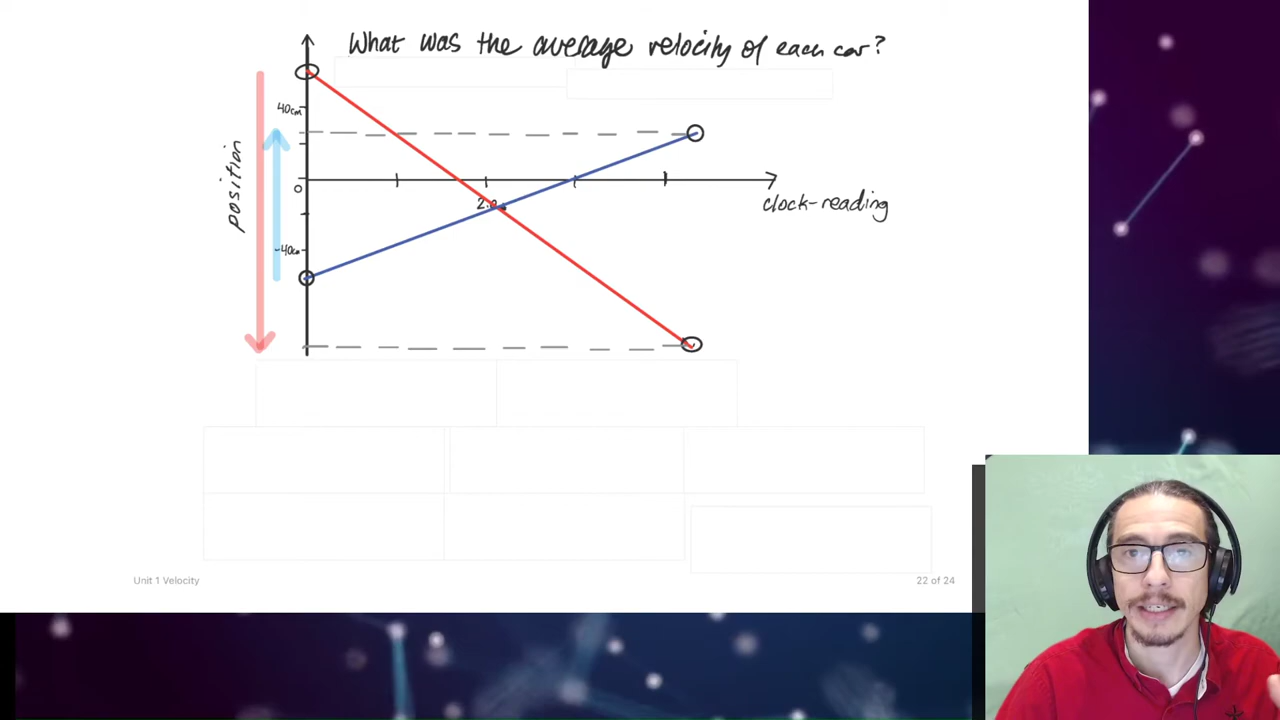 What was the average velocity of each car?
40cm
position
0
clock-reading
-40cm
Unit 1 Velocity
22 of 24